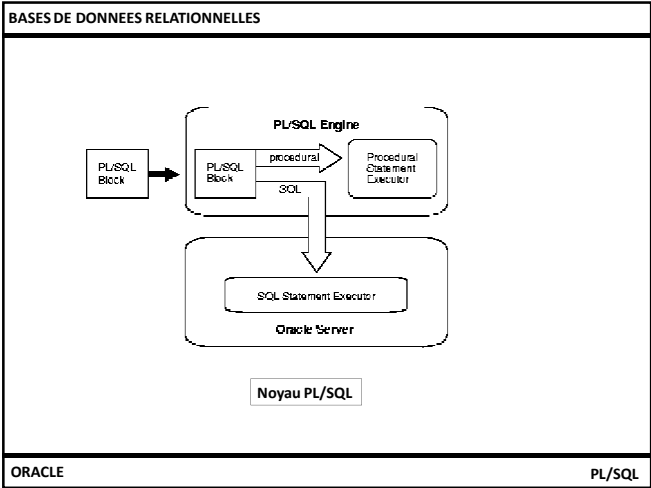 BASES DE DONNEES RELATIONNELLES
PL/SQL Engine
PL/SQL
Block
PL/SQL
Block
procedural
SQL
Procedural
Statement
Executor
SQL Statement Executor
Oracle Server
Noyau PL/SQL
ORACLE
PL/SQL